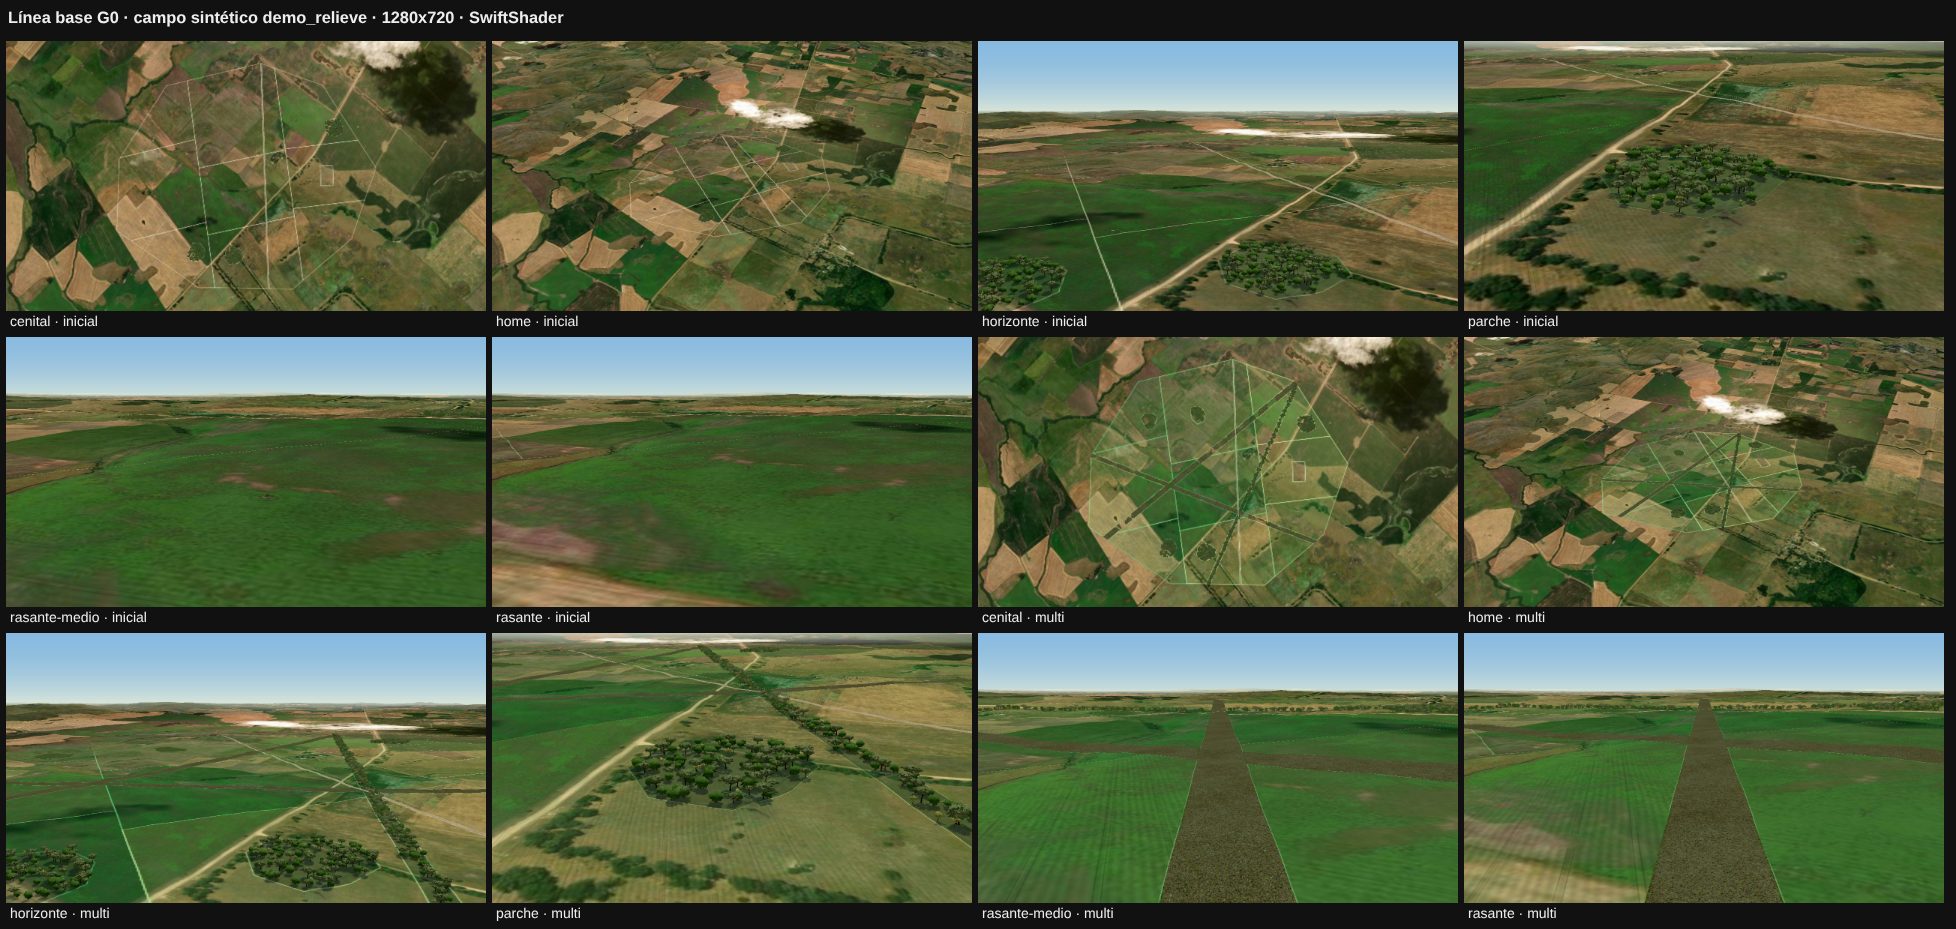 Línea base G0 · campo sintético demo_relieve · 1280x720 · SwiftShader
cenital · inicial
home · inicial
horizonte · inicial
parche · inicial
rasante-medio · inicial
rasante · inicial
cenital · multi
home · multi
horizonte · multi
parche · multi
rasante-medio · multi
rasante · multi